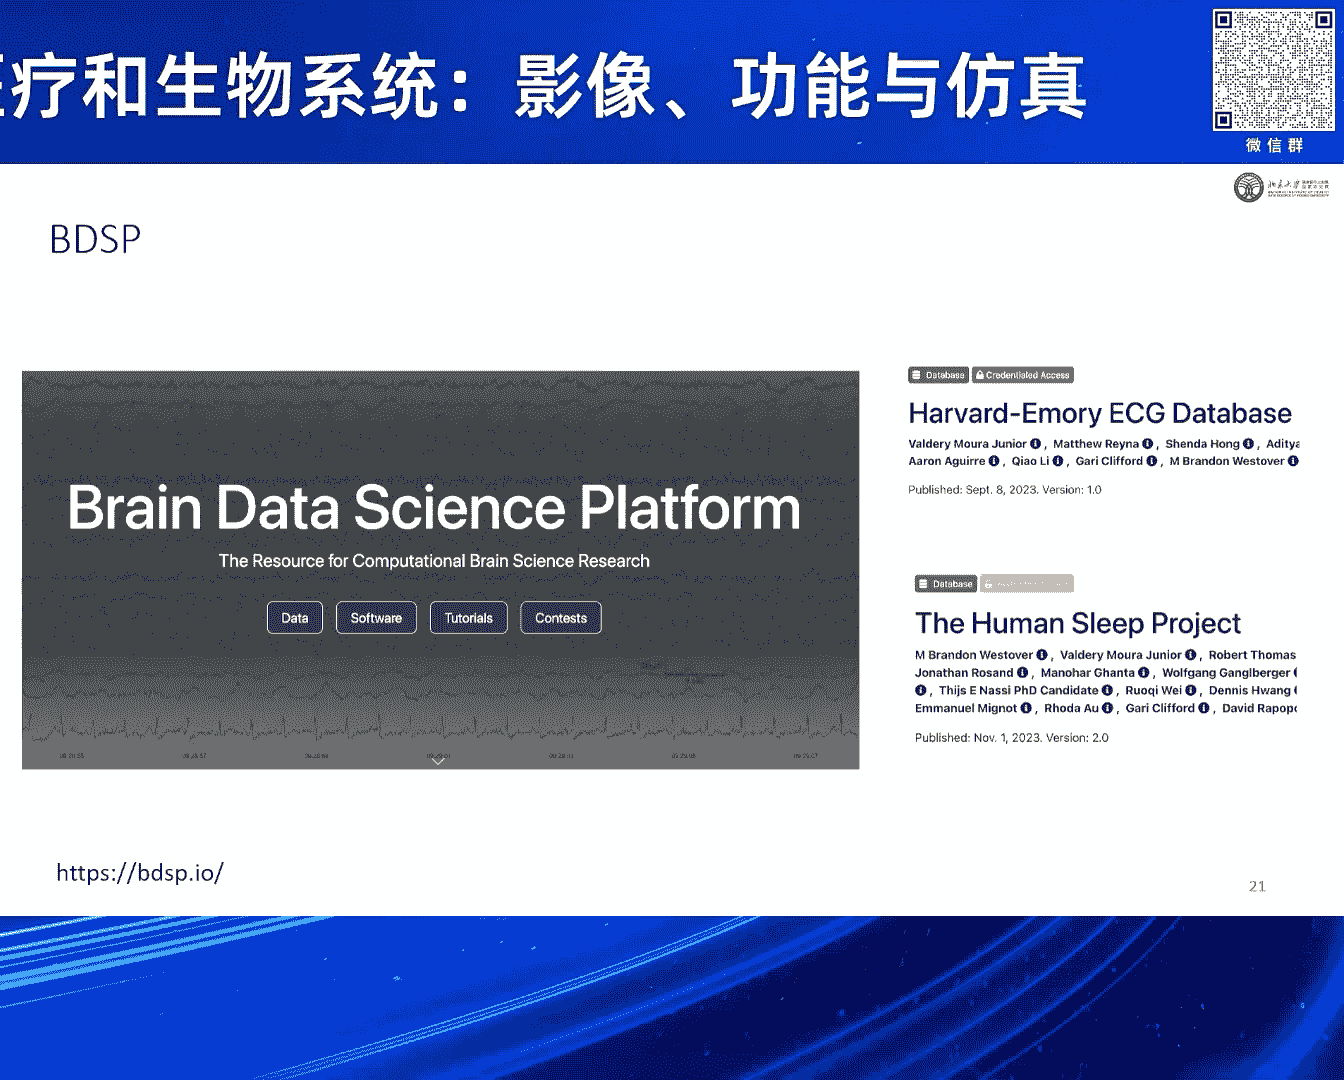 疗和生物系统：影像、功能与仿真
微信群
北京大学
BDSP
Brain Data Science Platform
The Resource for Computational Brain Science Research
Data
Software
Tutorials
Contests
Database
Credentialed Access
Harvard-Emory ECG Database
Valdery Moura Junior , Matthew Reyna , Shenda Hong , Aditya
Aaron Aguirre , Qiao Li , Gari Clifford , M Brandon Westover
Published: Sept. 8, 2023. Version: 1.0
Database
The Human Sleep Project
M Brandon Westover , Valdery Moura Junior , Robert Thomas
Jonathan Rosand , Manohar Ghanta , Wolfgang Ganglberger
, Thijs E Nassi PhD Candidate , Ruoqi Wei , Dennis Hwang
Emmanuel Mignot , Rhoda Au , Gari Clifford , David Rapopo
Published: Nov. 1, 2023. Version: 2.0
https://bdsp.io/
21